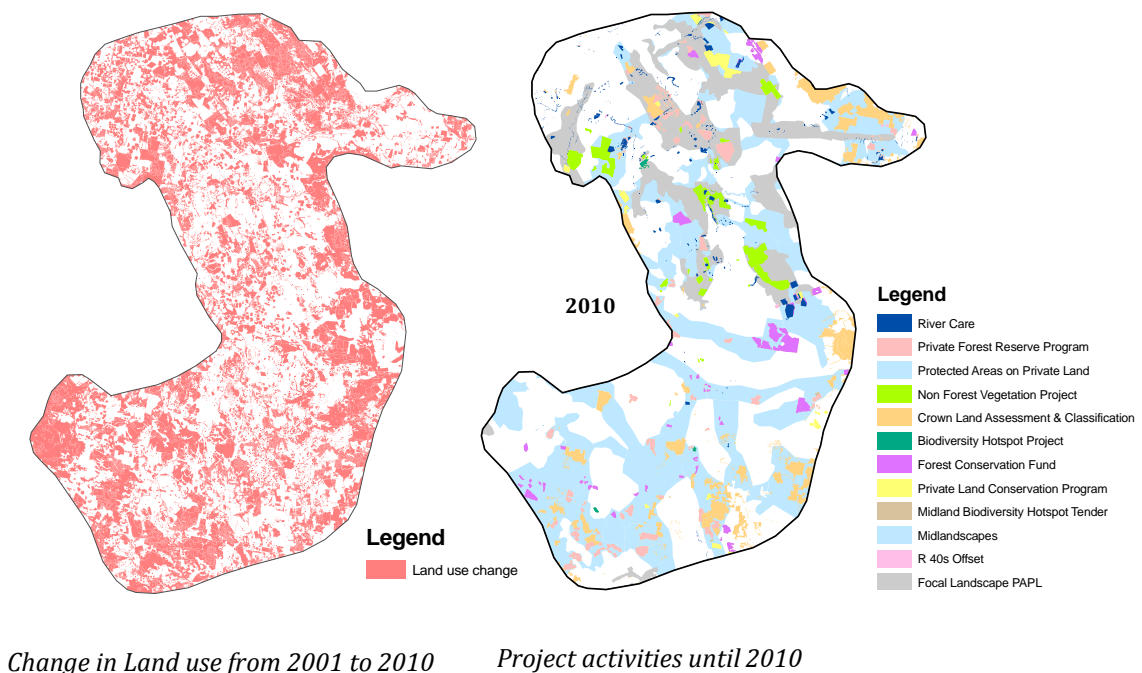 Legend
Land use change
2010
Legend
River Care
Private Forest Reserve Program
Protected Areas on Private Land
Non Forest Vegetation Project
Crown Land Assessment & Classification
Biodiversity Hotspot Project
Forest Conservation Fund
Private Land Conservation Program
Midland Biodiversity Hotspot Tender
Midlandscapes
R 40s Offset
Focal Landscape PAPL
Change in Land use from 2001 to 2010
Project activities until 2010